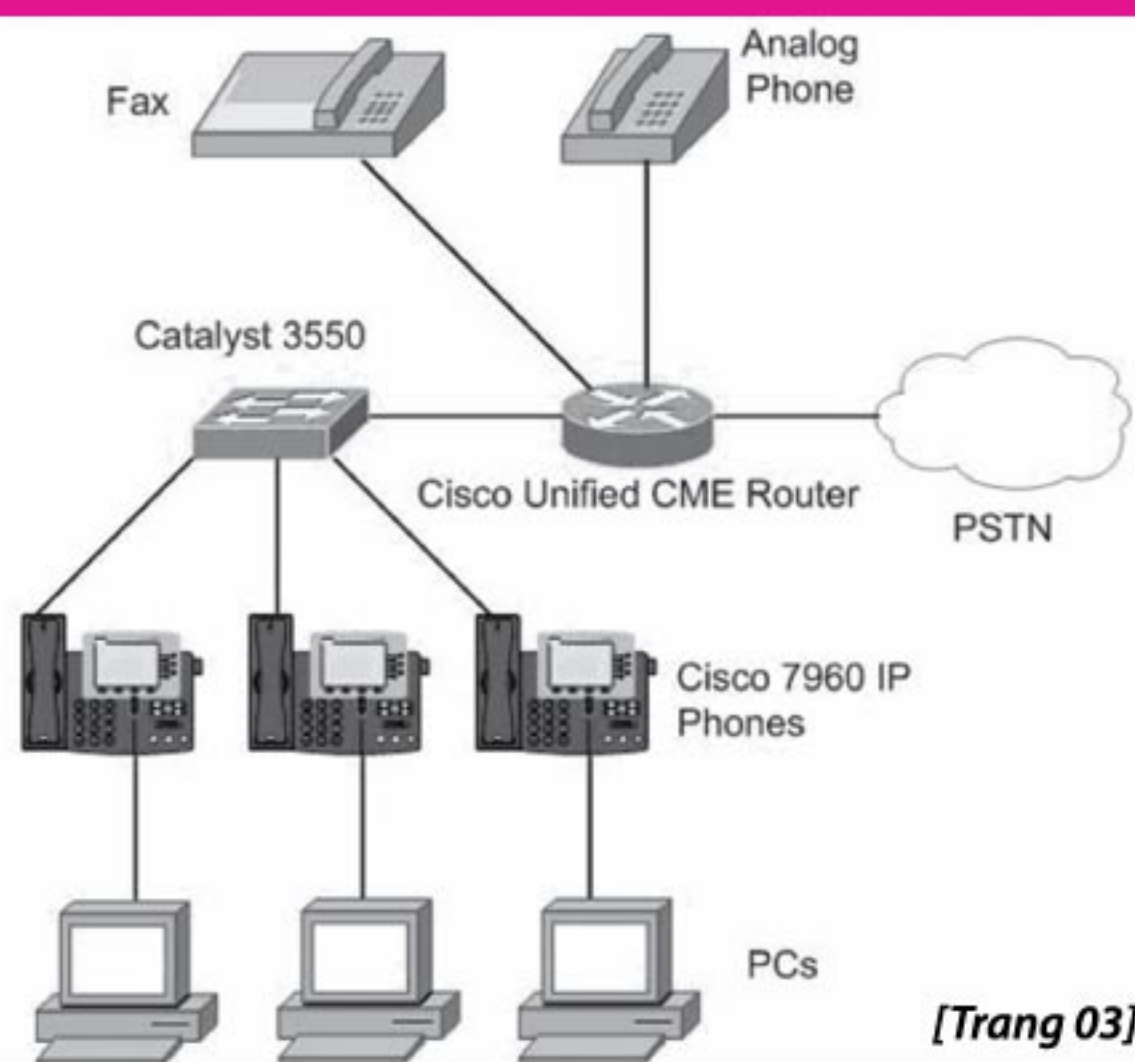 Analog
Phone
Fax
Catalyst 3550
Cisco Unified CME Router
PSTN
Cisco 7960 IP
Phones
PCs
[Trang 03]